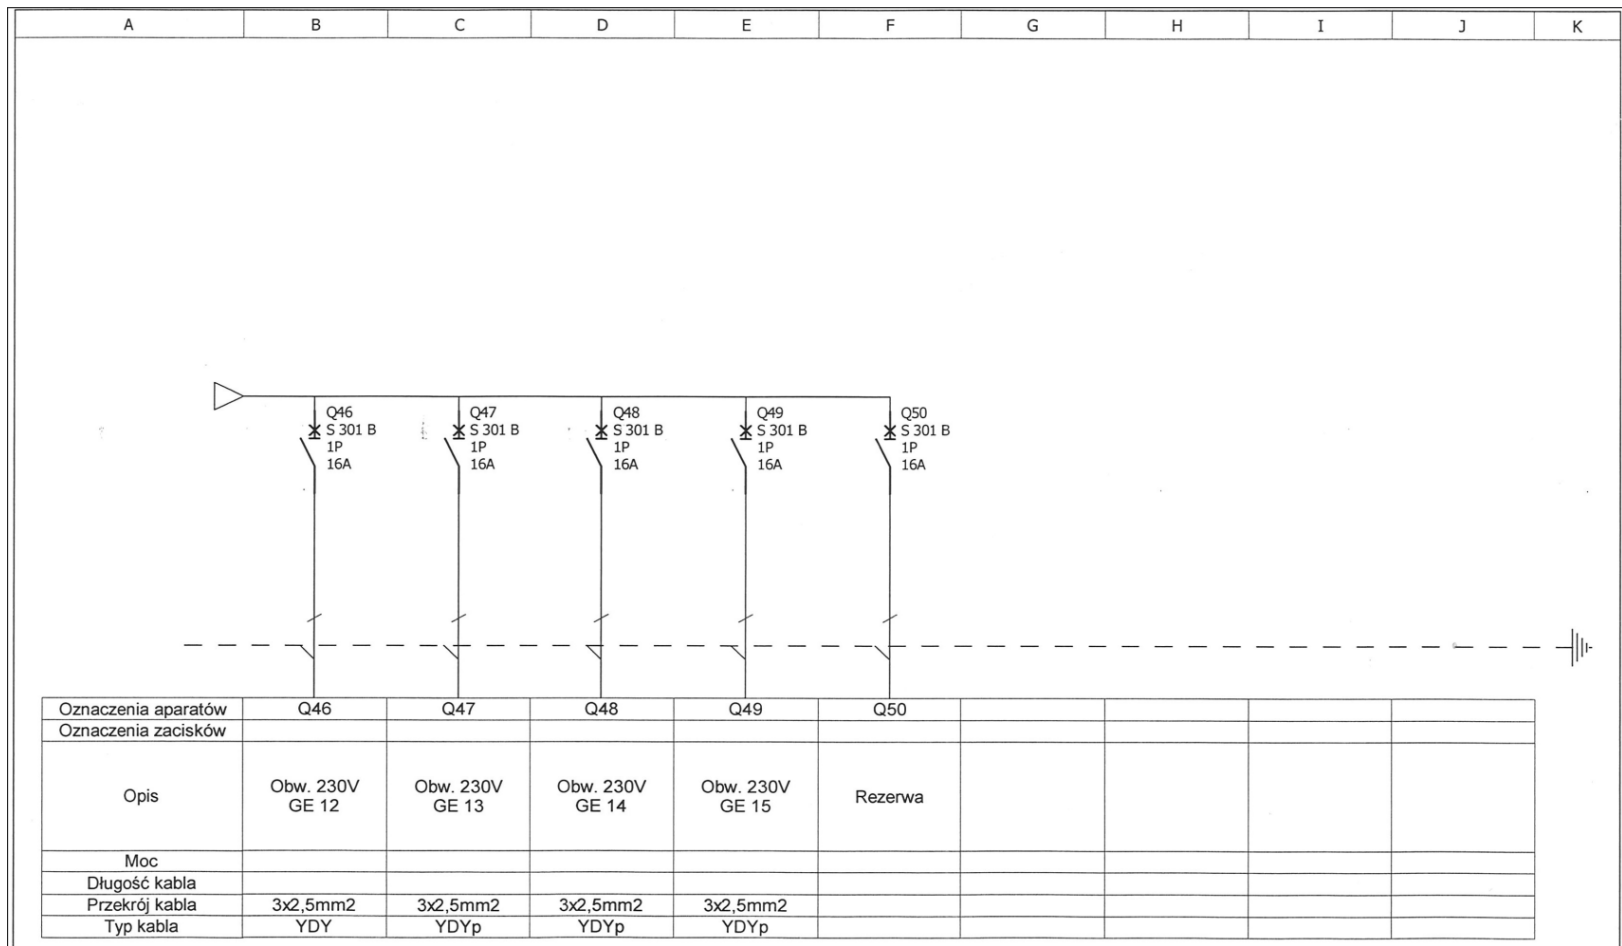 A B C D E F G H I J K
Q46 Q47 Q48 Q49 Q50
S 301 B S 301 B S 301 B S 301 B S 301 B
1P 1P 1P 1P 1P
16A 16A 16A 16A 16A
Oznaczenia aparatów Q46 Q47 Q48 Q49 Q50
Oznaczenia zacisków
Obw. 230V Obw. 230V Obw. 230V Obw. 230V
Opis Rezerwa
GE 12 GE 13 GE 14 GE 15
Moc
Długość kabla
Przekrój kabla 3x2,5mm2 3x2,5mm2 3x2,5mm2 3x2,5mm2
Typ kabla YDY YDYp YDYp YDYp